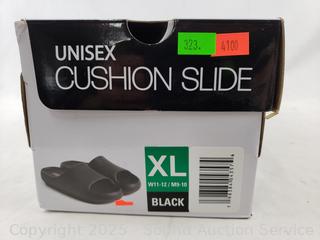 323.
4100
UNISEX
CUSHION SLIDE
XL
W11-12 / M9-10
BLACK
Copyright 2025 - Sound Auction Service